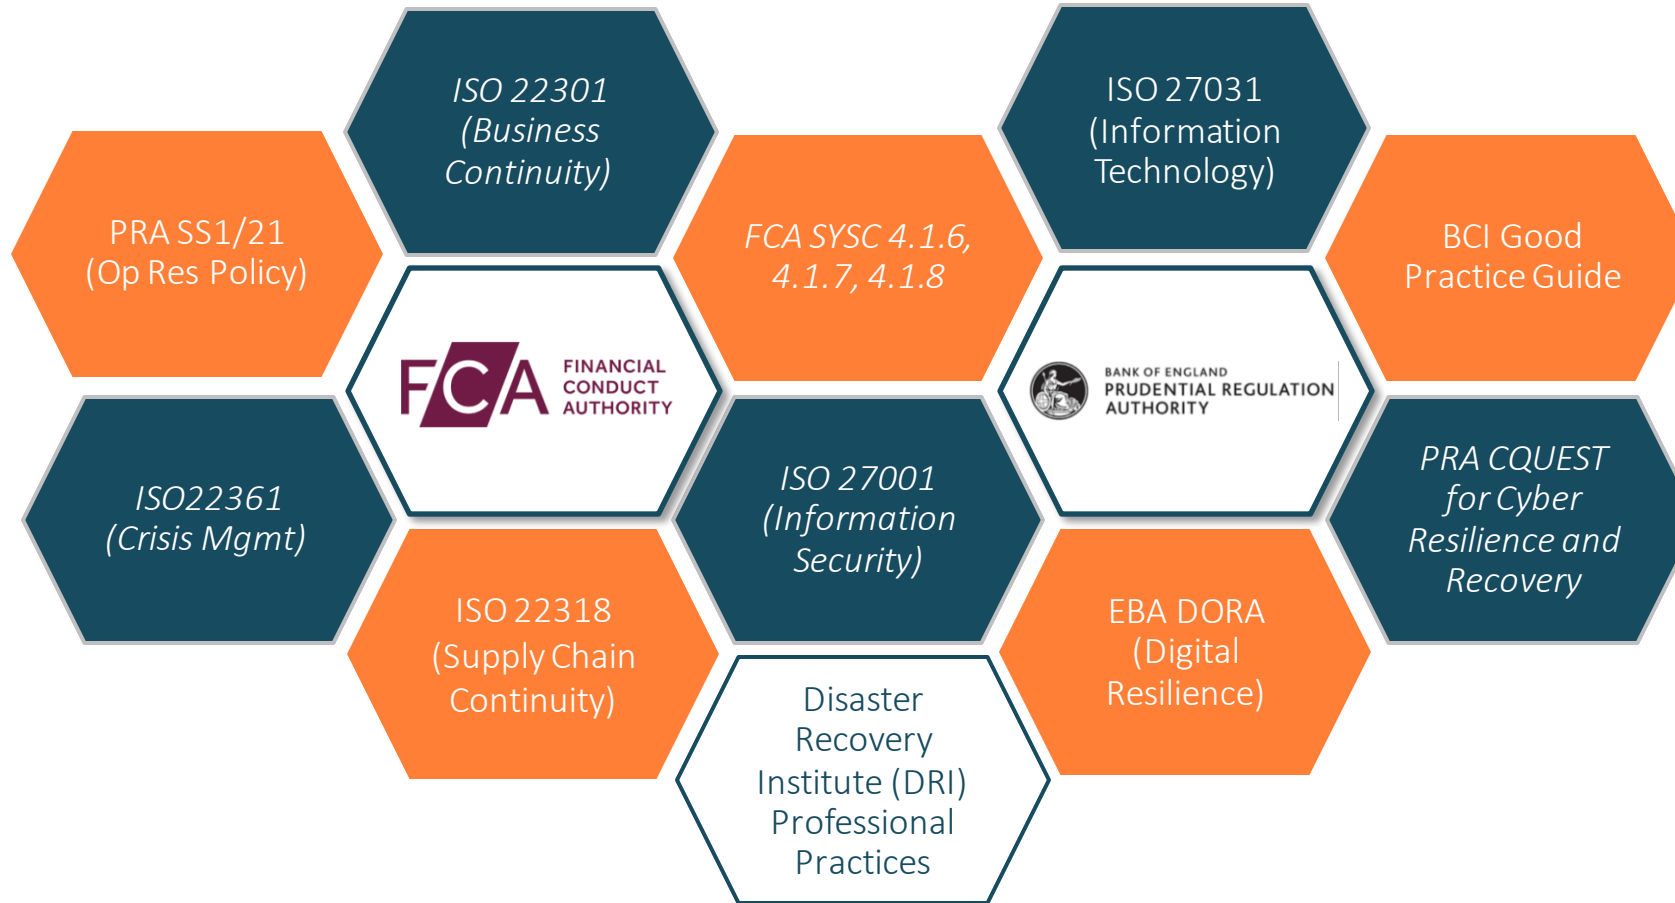 ISO 22301
(Business
Continuity)
ISO 27031
(Information
Technology)
PRA SS1/21
(Op Res Policy)
FCA SYSC 4.1.6,
4.1.7, 4.1.8
BCI Good
Practice Guide
FCA
FINANCIAL
CONDUCT
AUTHORITY
BANK OF ENGLAND
PRUDENTIAL REGULATION
AUTHORITY
ISO22361
(Crisis Mgmt)
ISO 27001
(Information
Security)
PRA CQUEST
for Cyber
Resilience and
Recovery
ISO 22318
(Supply Chain
Continuity)
EBA DORA
(Digital
Resilience)
Disaster
Recovery
Institute (DRI)
Professional
Practices